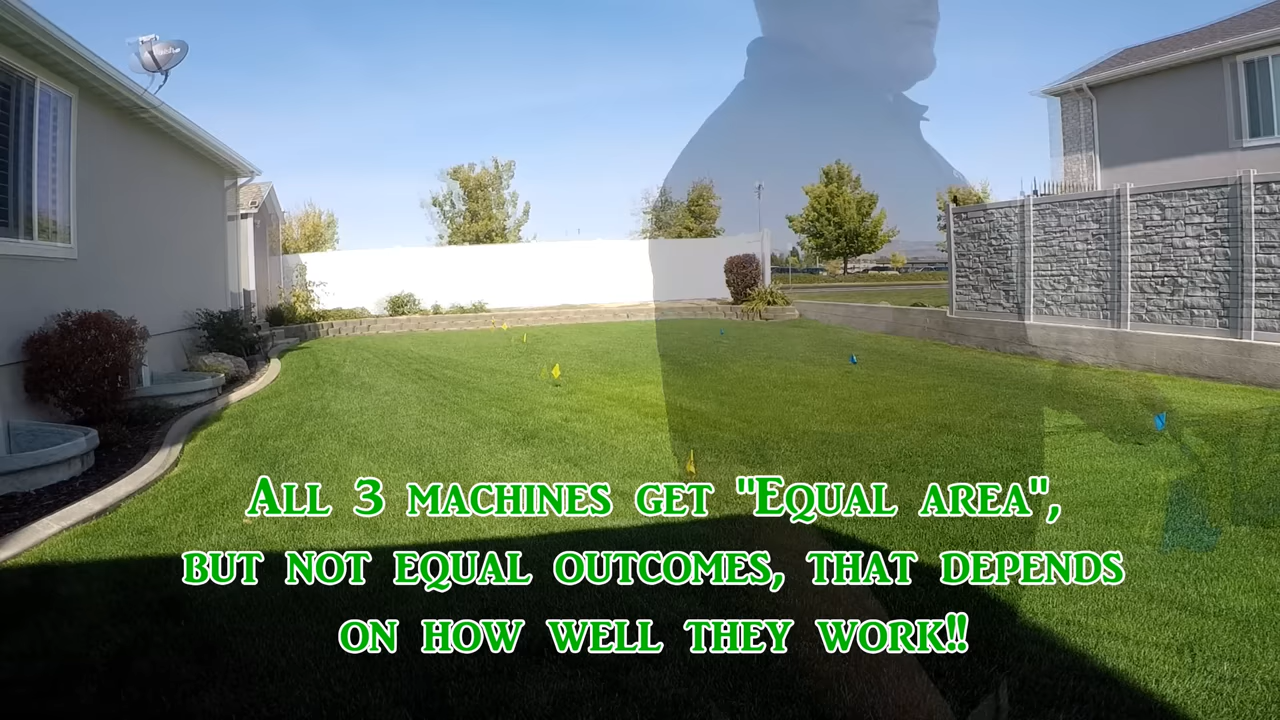 All 3 machines get "Equal area",
but not equal outcomes, that depends
on how well they work!!